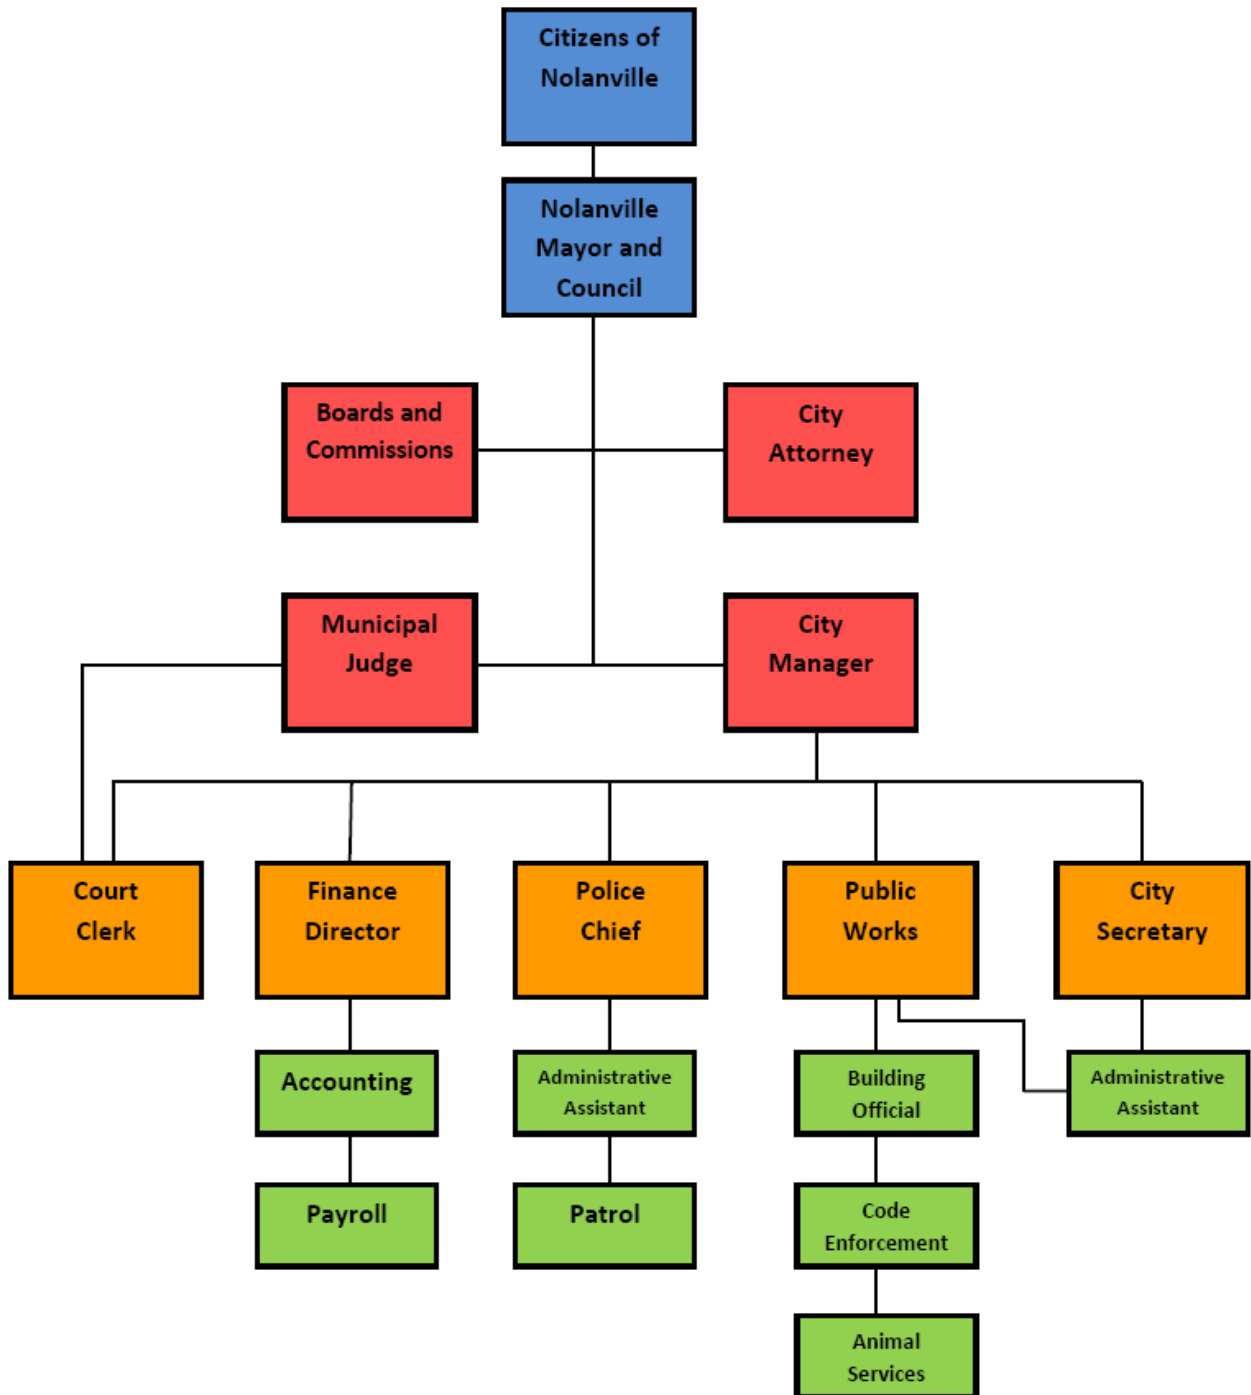 Citizens of
Nolanville
Nolanville
Mayor and
Council
Boards and
Commissions
City
Attorney
Municipal
Judge
City
Manager
Court
Clerk
Finance
Director
Police
Chief
Public
Works
City
Secretary
Accounting
Administrative
Assistant
Building
Official
Administrative
Assistant
Payroll
Patrol
Code
Enforcement
Animal
Services